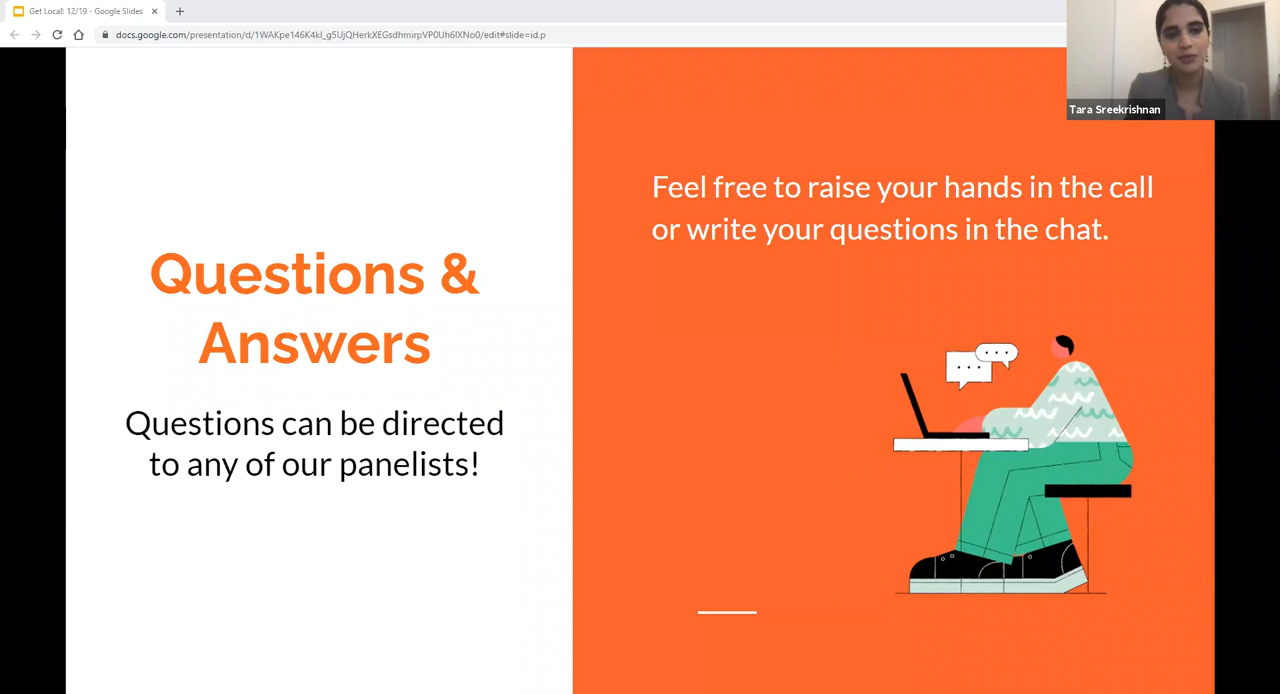 Get Local! 12/19 - Google Slides
docs.google.com/presentation/d/1WAKpe146K4kI_g5UjQHerkXEGsdhmirpVP0Uh6lXNo0/edit#slide=id.p
Tara Sreekrishnan
Questions &
Answers
Questions can be directed
to any of our panelists!
Feel free to raise your hands in the call
or write your questions in the chat.